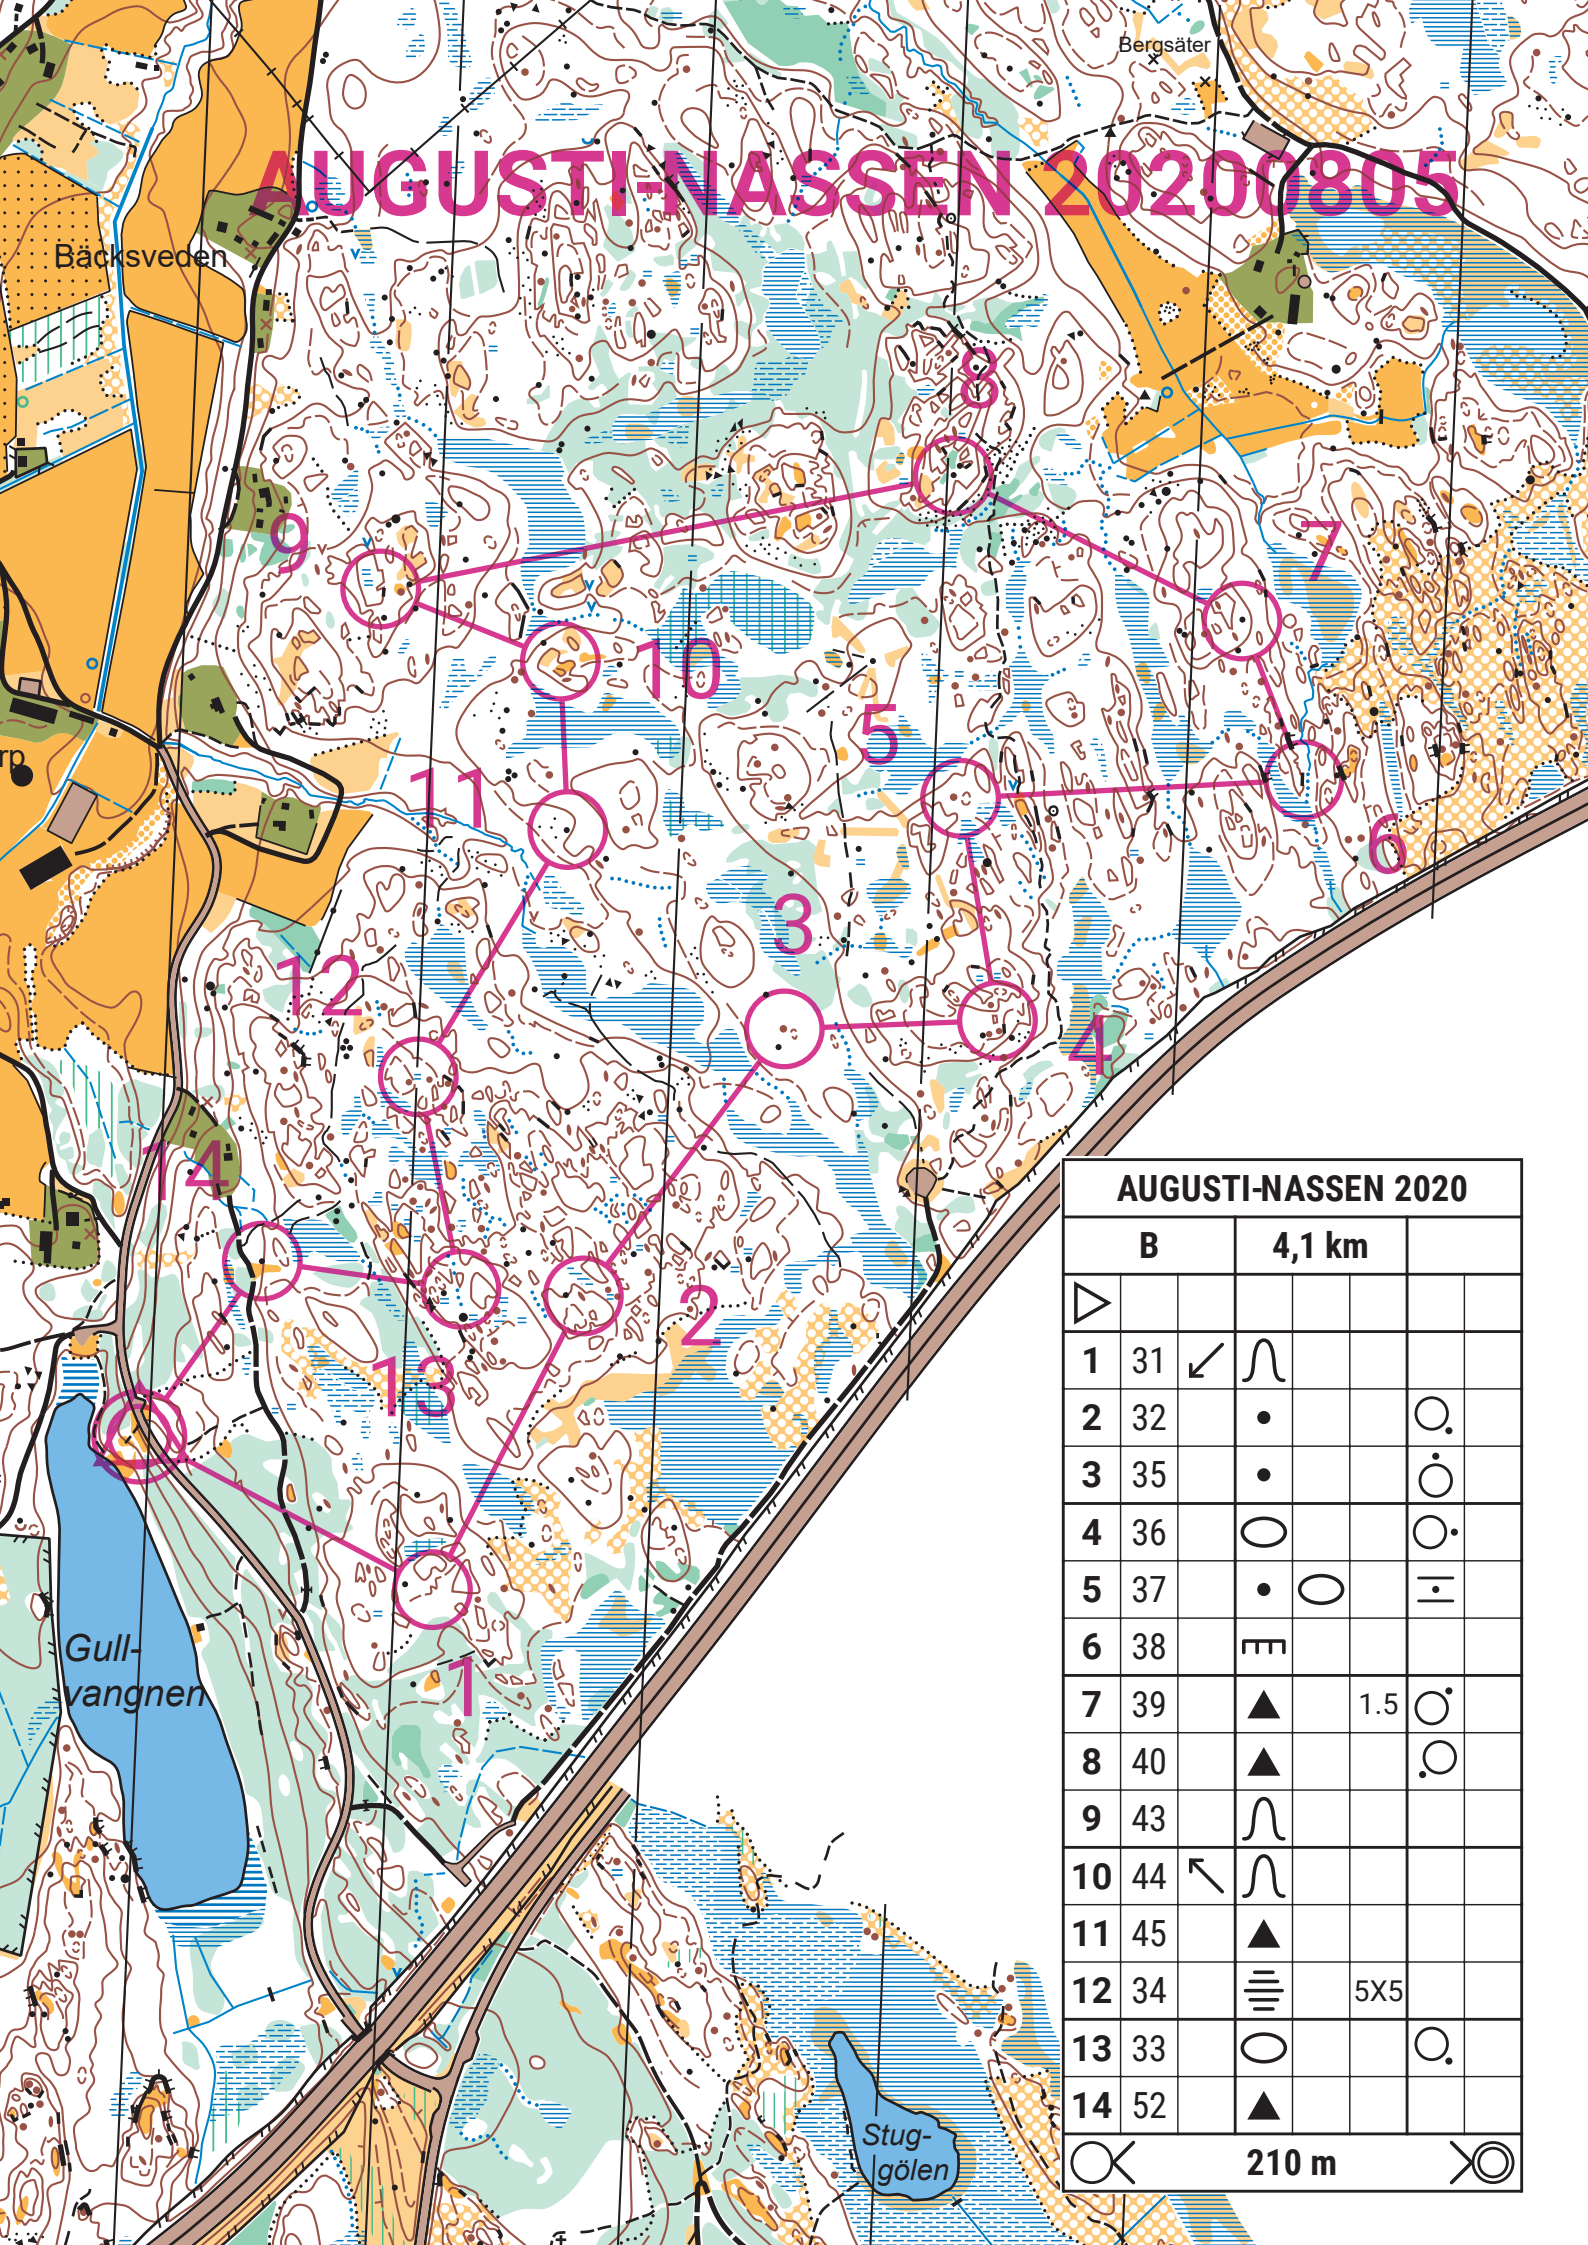 Bergsäter
AUGUSTI-NASSEN 20200805
Bäcksveden
8
9
7
10
5
rp
11
6
3
12
4
14
2
13
1
Gull-
vangnen
Stug-
gölen
AUGUSTI-NASSEN 2020
B 4,1 km
1 31
2 32
3 35
4 36
5 37
6 38
7 39 1.5
8 40
9 43
10 44
11 45
12 34 5X5
13 33
14 52
210 m